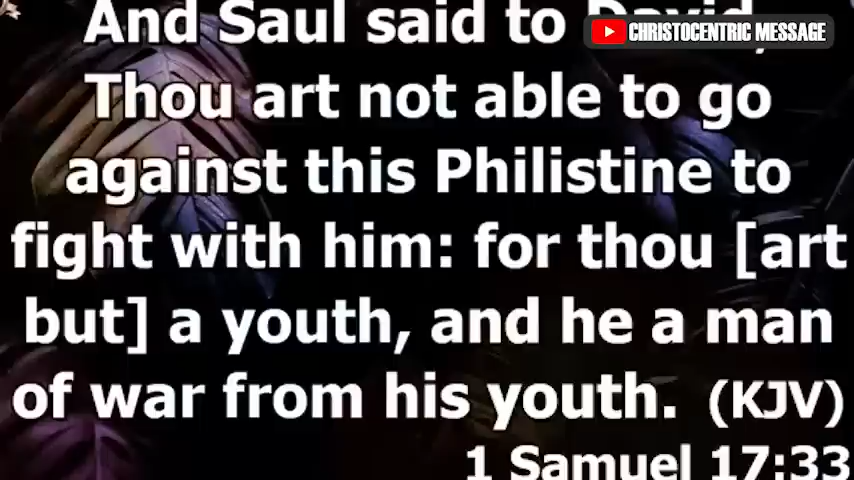 And Saul said to David,
CHRISTOCENTRIC MESSAGE
Thou art not able to go
against this Philistine to
fight with him: for thou [art
but] a youth, and he a man
of war from his youth. (KJV)
1 Samuel 17:33